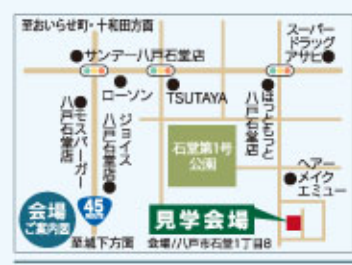 至おいらせ町・十和田方面
スーパー
ドラッグ
アサヒ
サンデー八戸石堂店
ローソン
TSUTAYA
ほっともっと
八戸石堂店
モスバーガー
八戸石堂店
ジョイス
八戸石堂店
石堂第1号
公園
ヘアー
メイク
エミュー
会場
ご案内図
45
見学会場
至城下方面
会場//八戸市石堂1丁目8